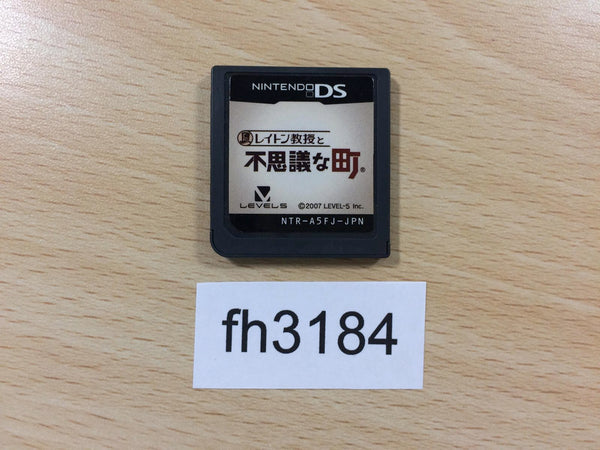 NINTENDO DS
レイトン教授と
不思議な町®
LEVEL5
©2007 LEVEL-5 Inc.
NTR-A5FJ-JPN
fh3184